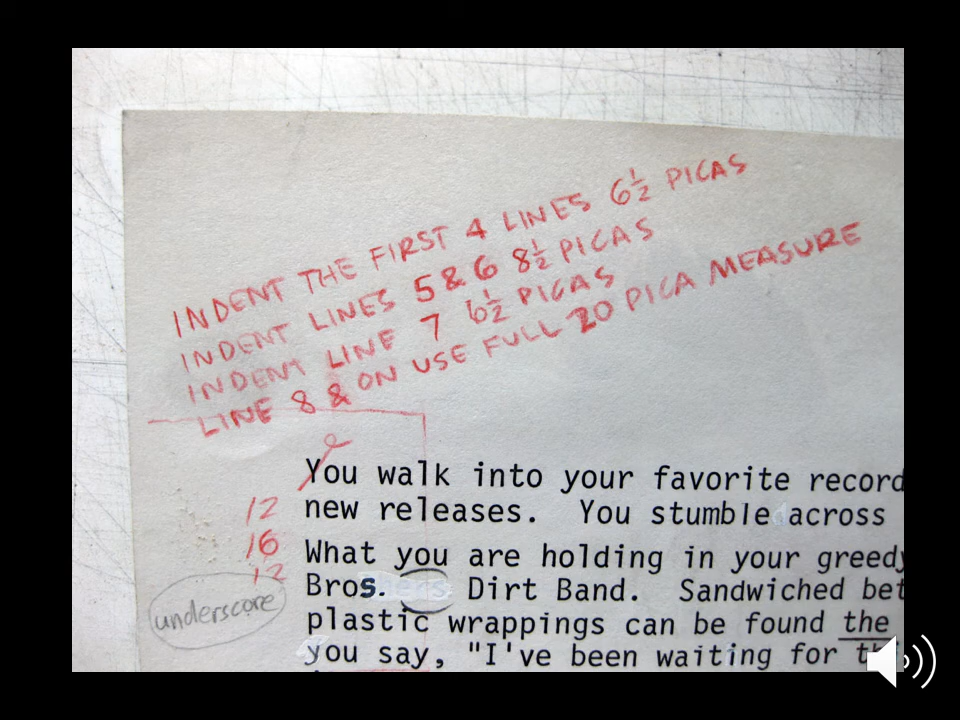 INDENT THE FIRST 4 LINES 6½ PICAS
INDENT LINES 5 & 6 8½ PICAS
INDENT LINE 7 6½ PICAS
LINE 8 & ON USE FULL 20 PICA MEASURE
You walk into your favorite record
12
new releases.  You stumble across
16
What you are holding in your greedy
12
Bros. Dirt Band.  Sandwiched bet
underscore
plastic wrappings can be found the
you say, "I've been waiting for